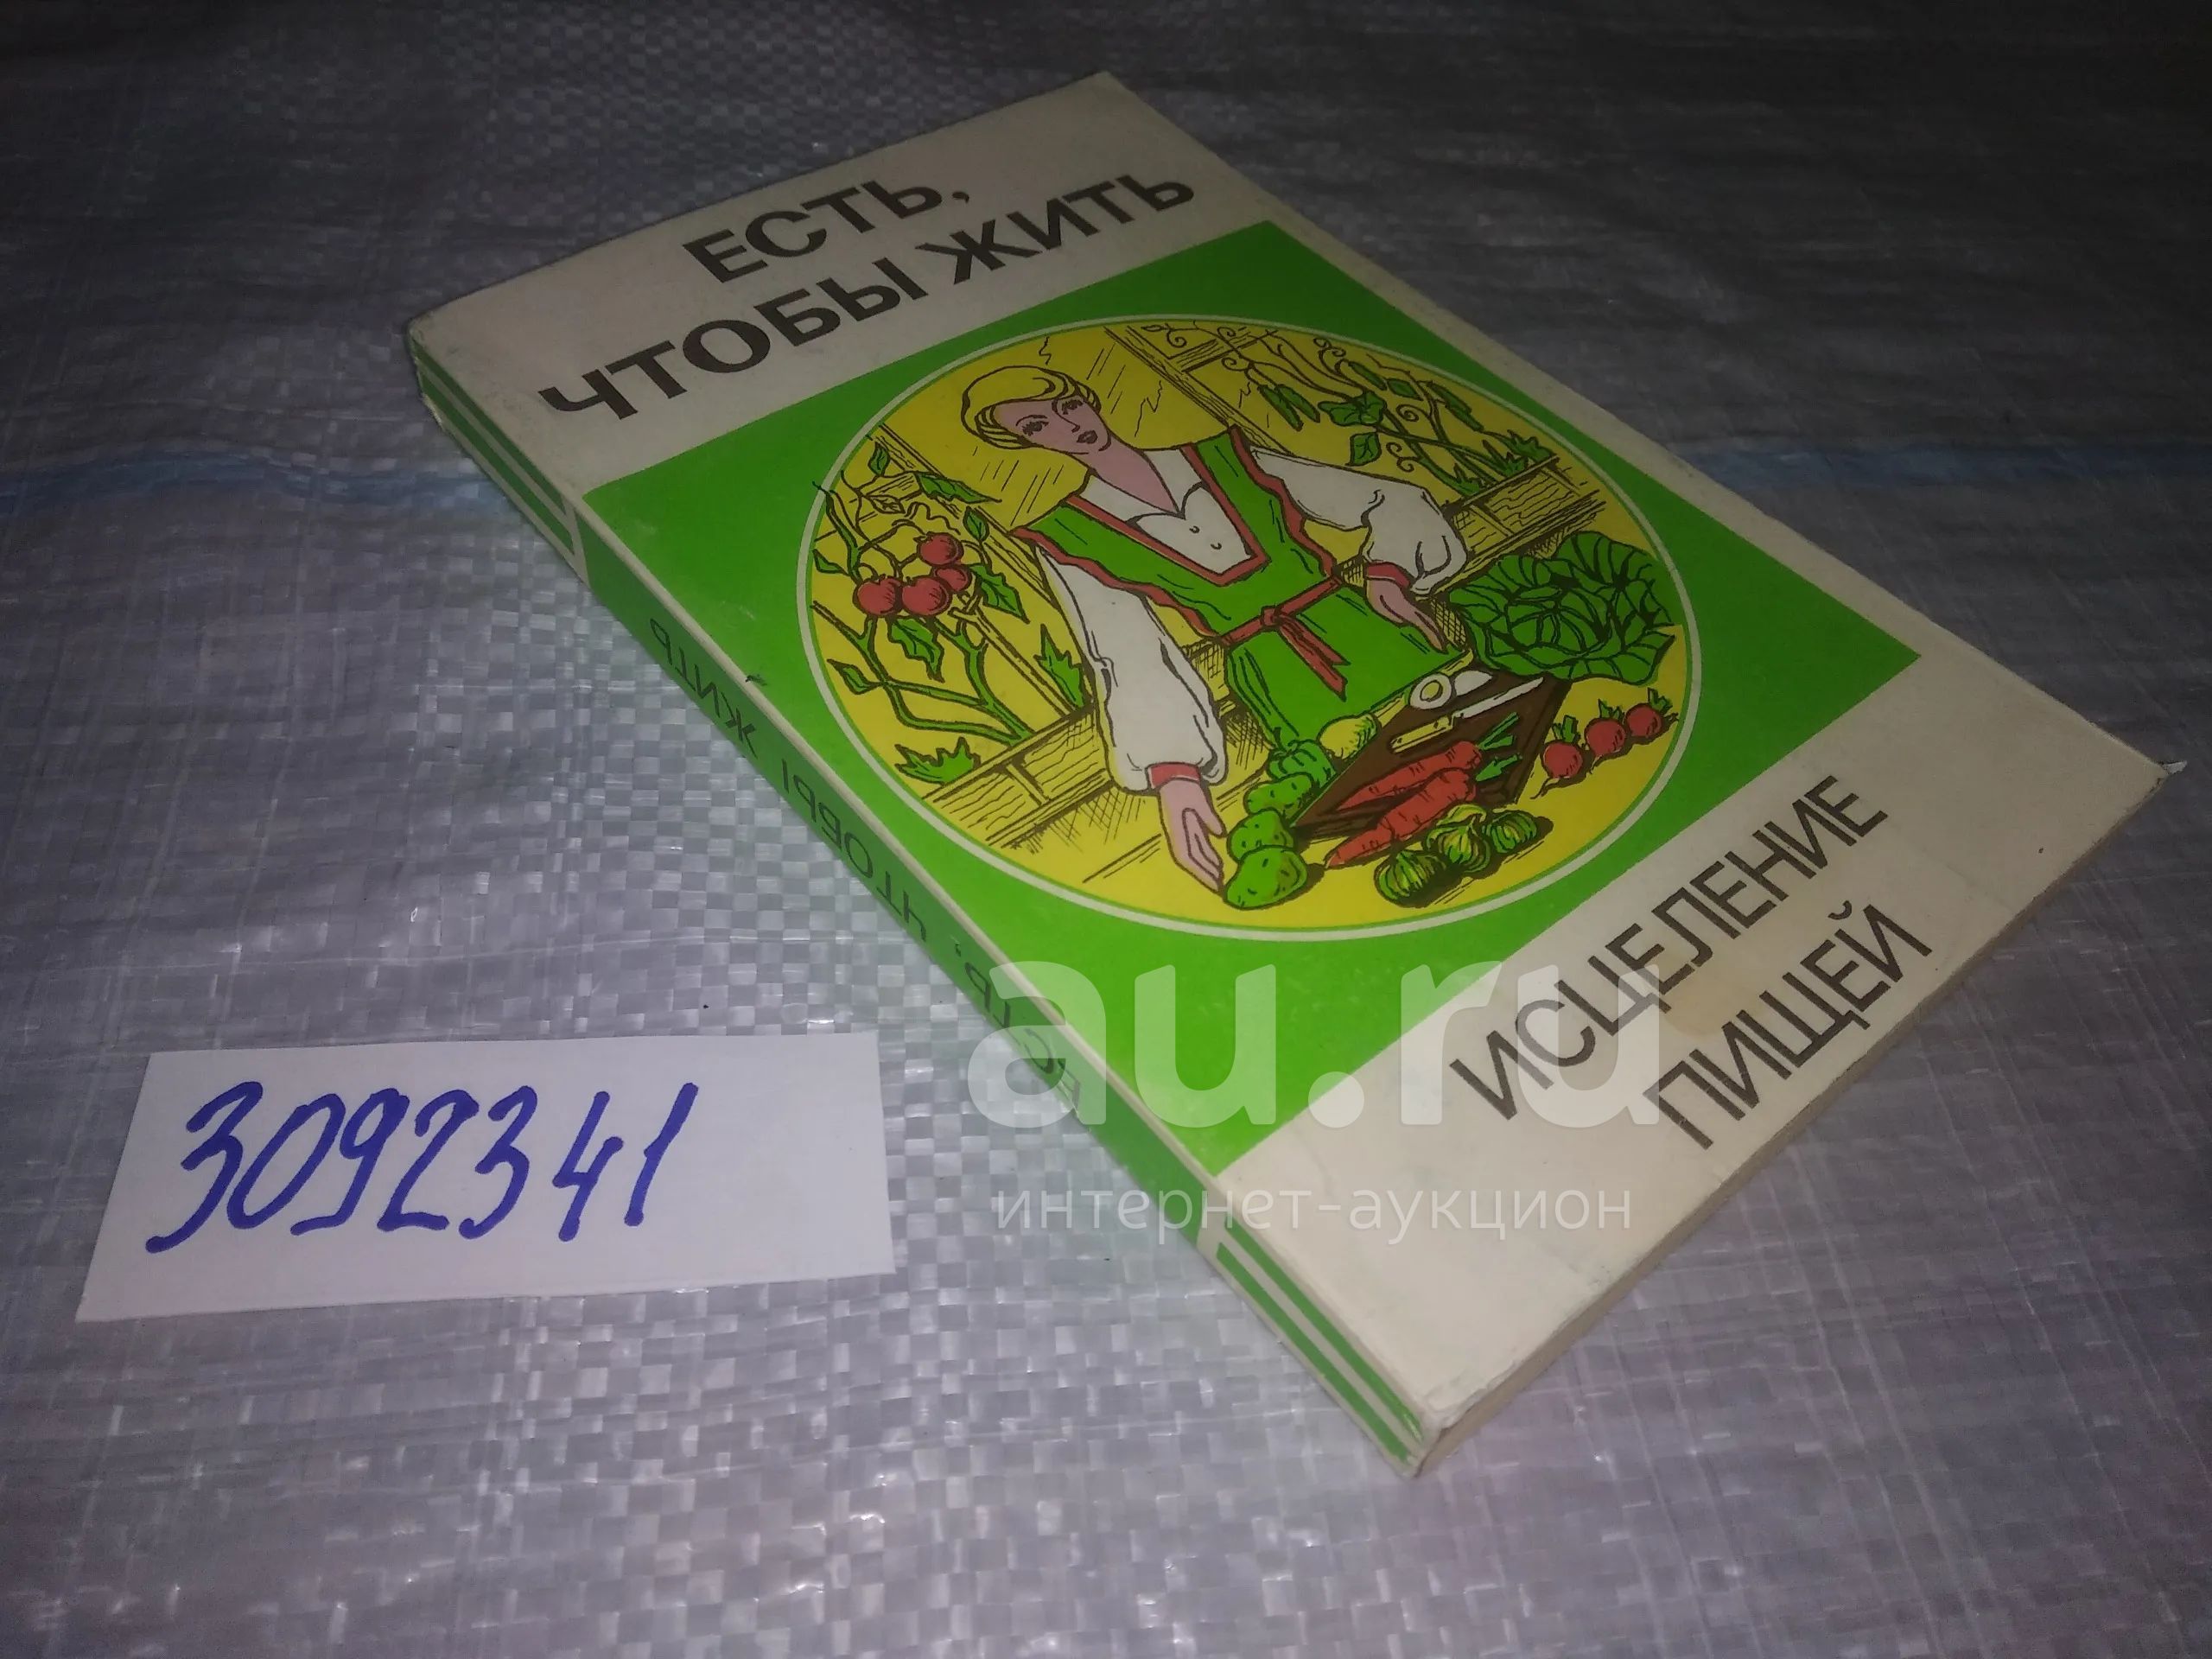 ЕСТЬ,
ЧТОБЫ ЖИТЬ
ИСЦЕЛЕНИЕ
ПИЩЕЙ
ЕСТЬ, ЧТОБЫ ЖИТЬ
3092341
au.ru
интернет-аукцион